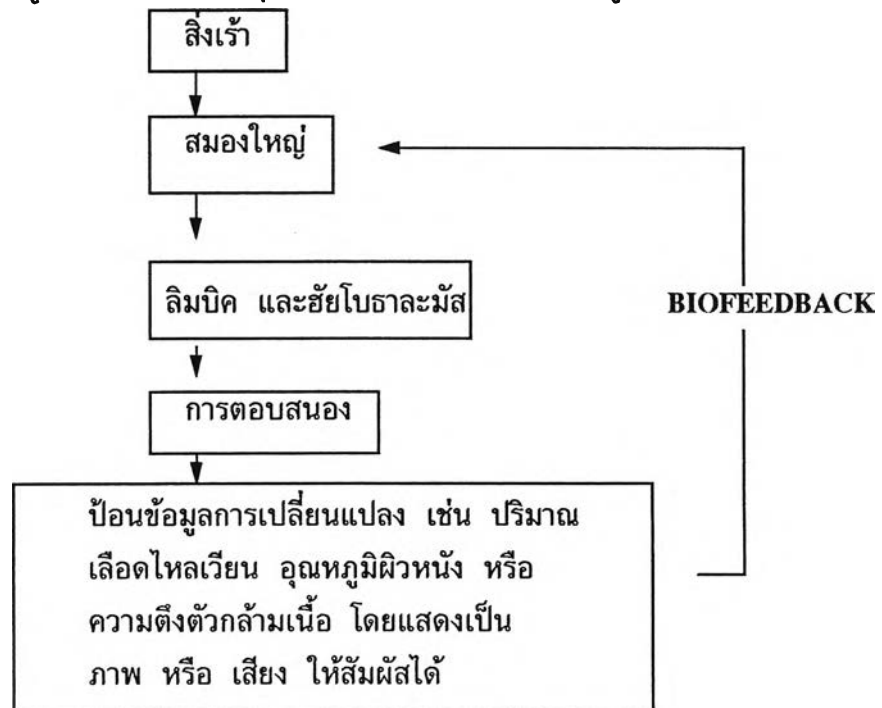 สิ่งเร้า
สมองใหญ่
ลิมบิค และฮัยโบธาละมัส
BIOFEEDBACK
การตอบสนอง
ป้อนข้อมูลการเปลี่ยนแปลง เช่น ปริมาณ
เลือดไหลเวียน อุณหภูมิผิวหนัง หรือ
ความตึงตัวกล้ามเนื้อ โดยแสดงเป็น
ภาพ หรือ เสียง ให้สัมผัสได้